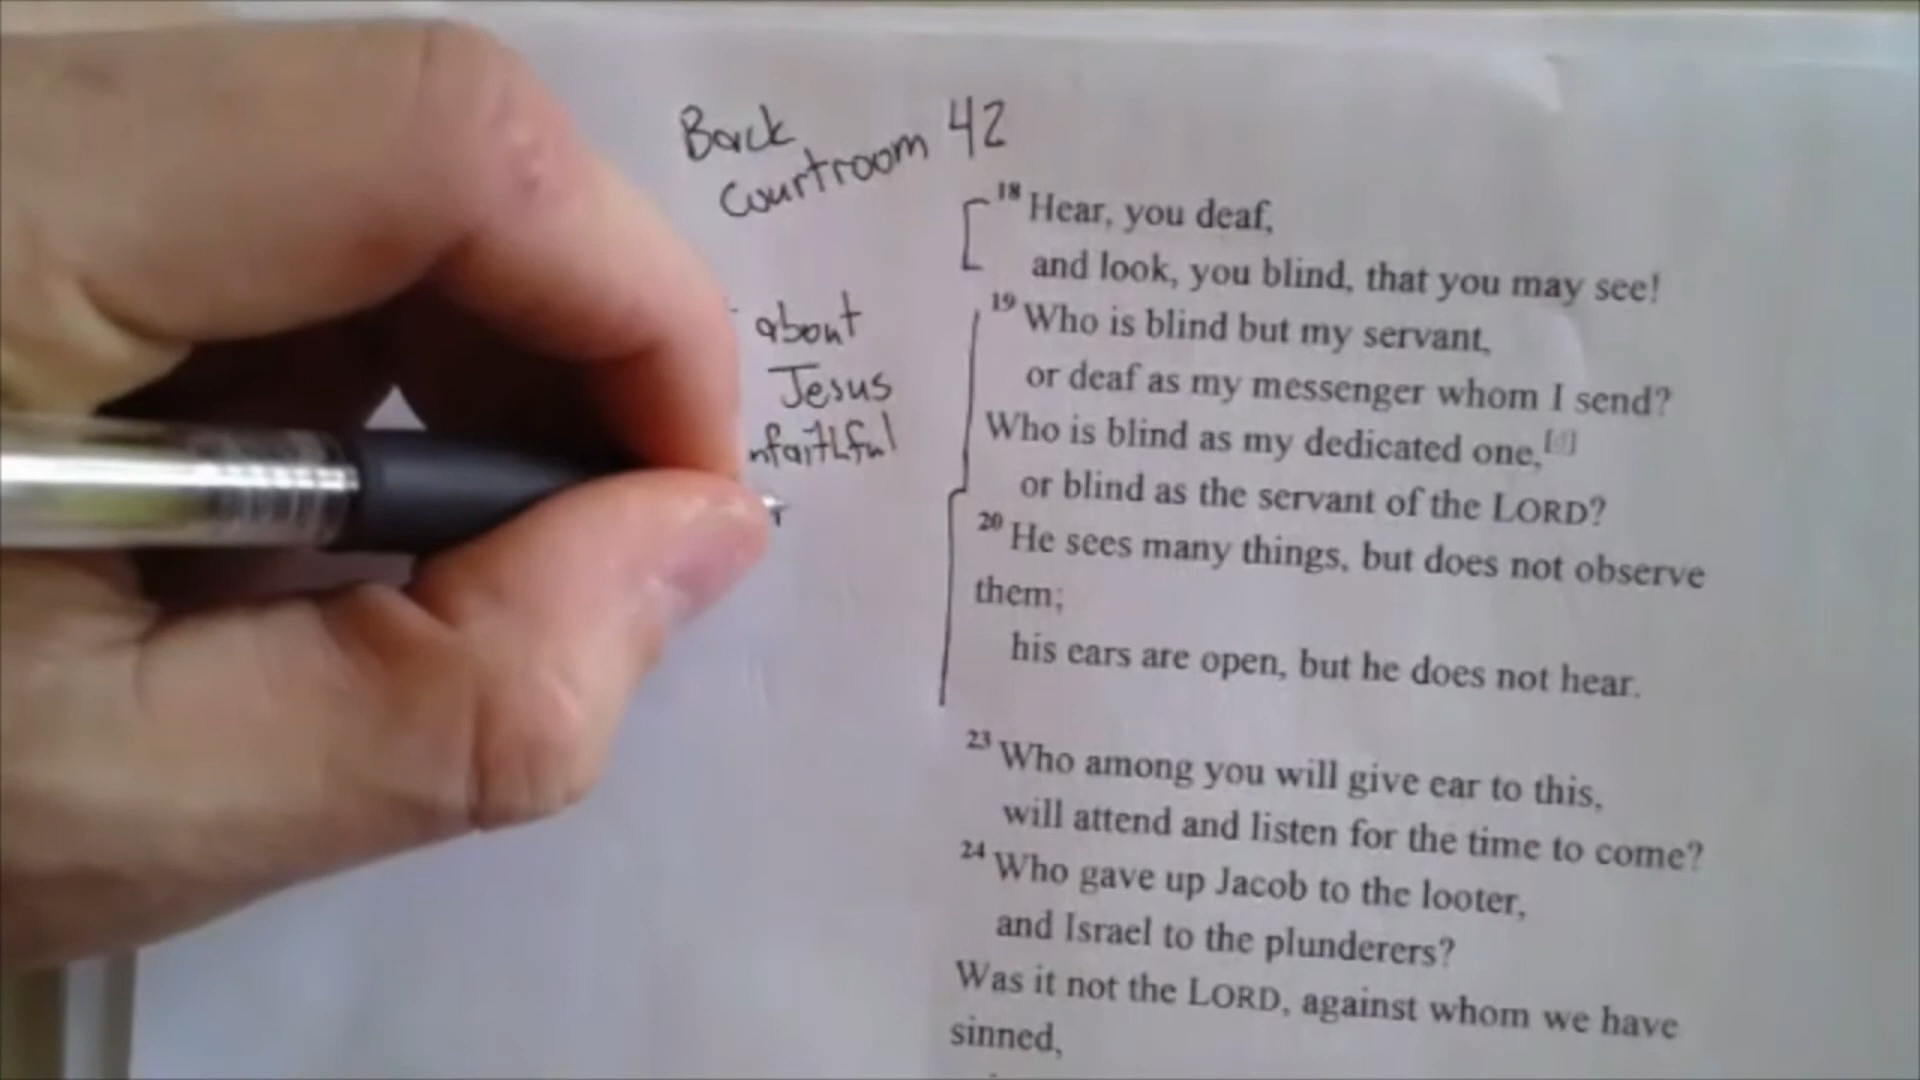 Back
Courtroom 42
18 Hear, you deaf,
and look, you blind, that you may see!
about
Jesus
nfaithful
19 Who is blind but my servant,
or deaf as my messenger whom I send?
Who is blind as my dedicated one,[d]
or blind as the servant of the LORD?
20 He sees many things, but does not observe
them;
his ears are open, but he does not hear.
23 Who among you will give ear to this,
will attend and listen for the time to come?
24 Who gave up Jacob to the looter,
and Israel to the plunderers?
Was it not the LORD, against whom we have
sinned,